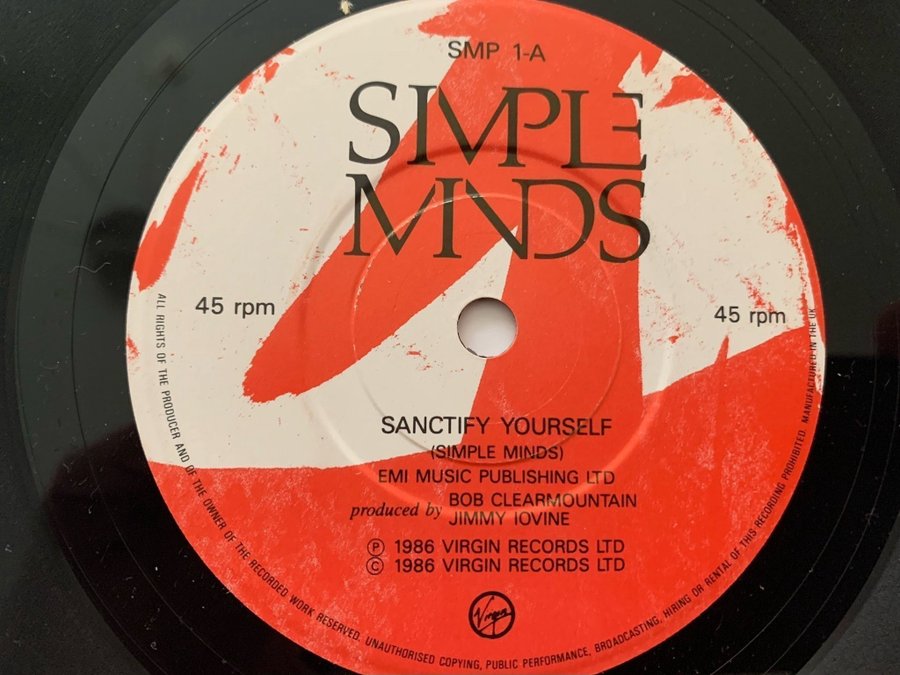 SMP 1-A
SIMPLE
MINDS
45 rpm
45 rpm
SANCTIFY YOURSELF
(SIMPLE MINDS)
EMI MUSIC PUBLISHING LTD
produced by BOB CLEARMOUNTAIN
JIMMY IOVINE
Ⓟ 1986 VIRGIN RECORDS LTD
© 1986 VIRGIN RECORDS LTD
Virgin
ALL RIGHTS OF THE PRODUCER AND OF THE OWNER OF THE RECORDED WORK RESERVED. UNAUTHORISED COPYING, PUBLIC PERFORMANCE, BROADCASTING, HIRING OR RENTAL OF THIS RECORDING PROHIBITED. MANUFACTURED IN THE UK